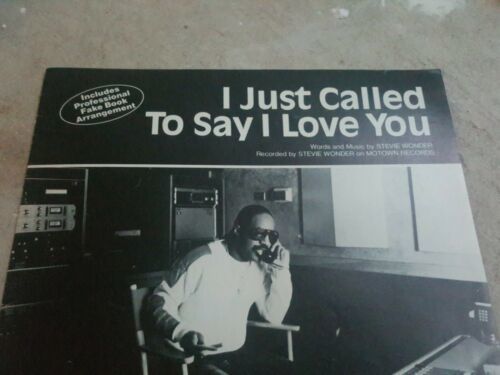 Includes
Professional
Fake Book
Arrangement
I Just Called
To Say I Love You
Words and Music by STEVIE WONDER
Recorded by STEVIE WONDER on MOTOWN RECORDS